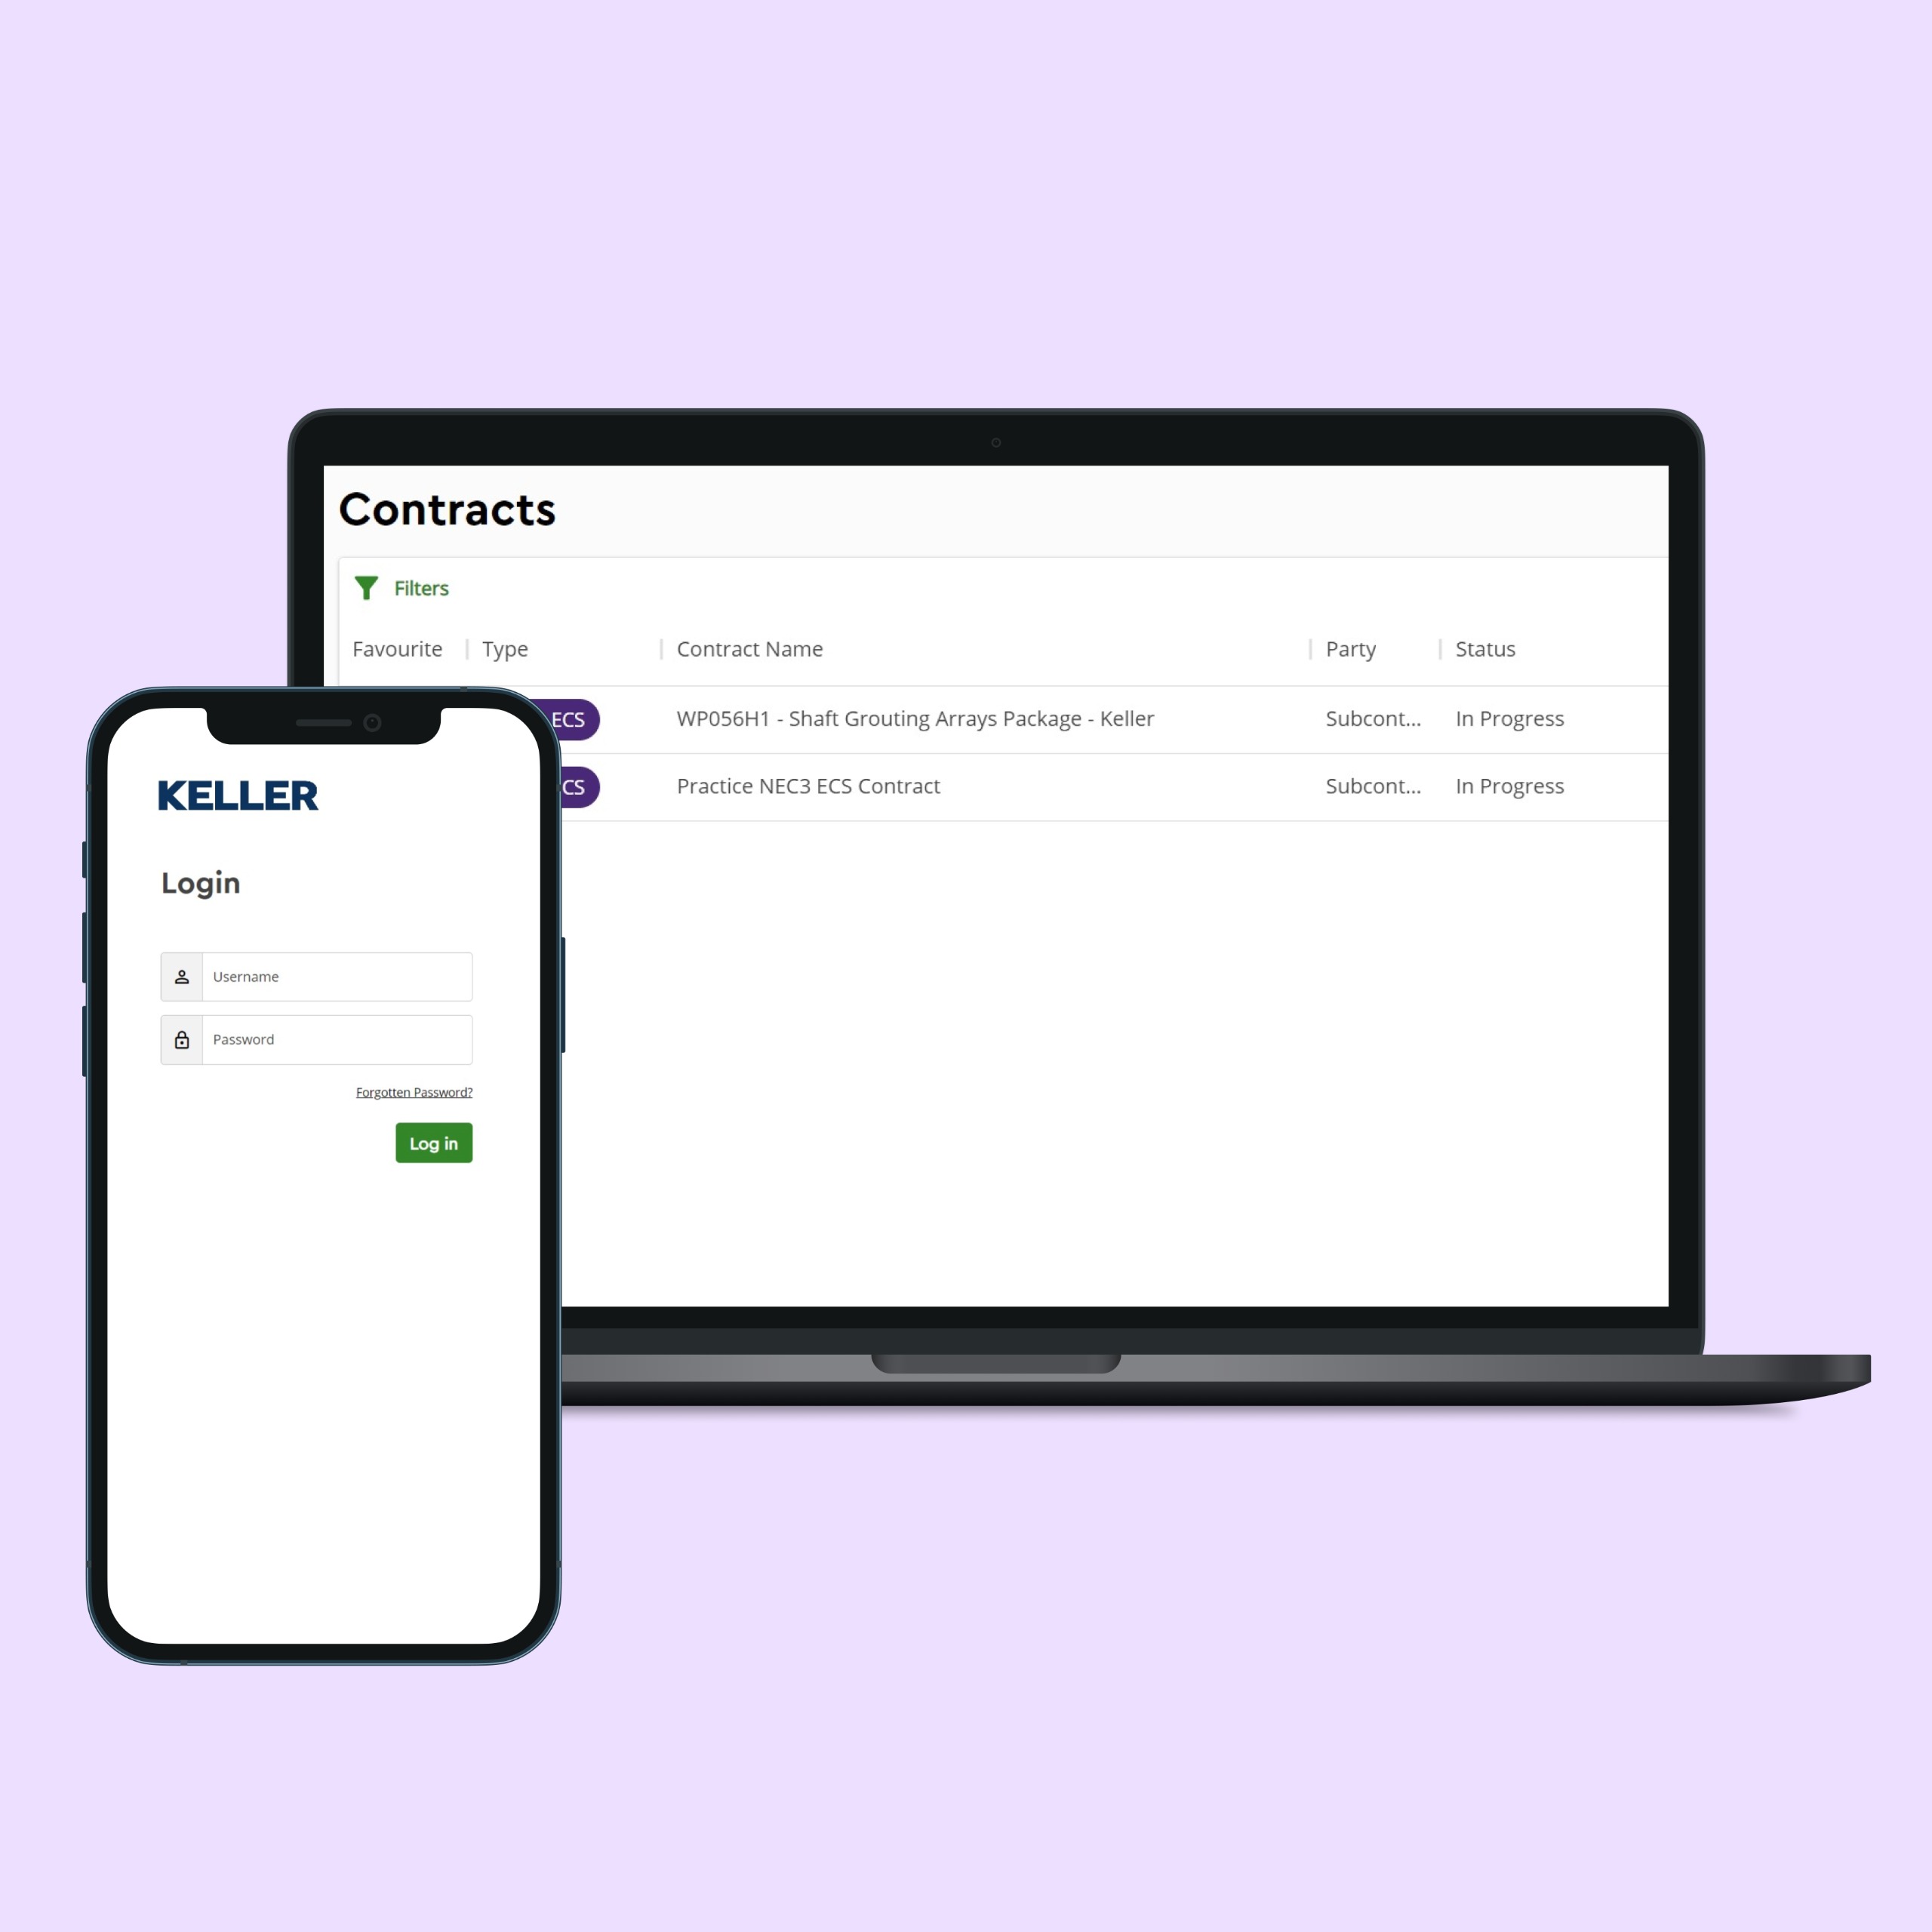 Contracts
Filters
Favourite Type Contract Name Party Status
ECS WP056H1 - Shaft Grouting Arrays Package - Keller Subcont... In Progress
CS Practice NEC3 ECS Contract Subcont... In Progress
KELLER
Login
Username
Password
Forgotten Password?
Log in